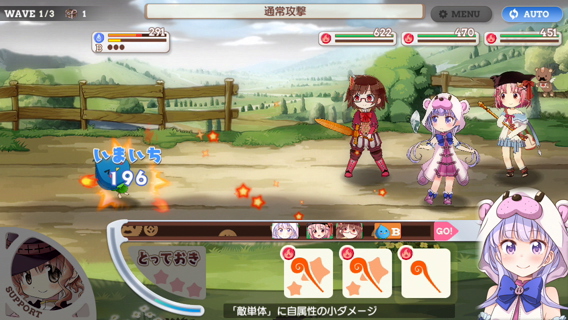 WAVE 1/3 1
通常攻撃
MENU
AUTO
291
B
622
470
451
いまいち
196
B
GO!
とっておき
SUPPORT
「敵単体」に自属性の小ダメージ